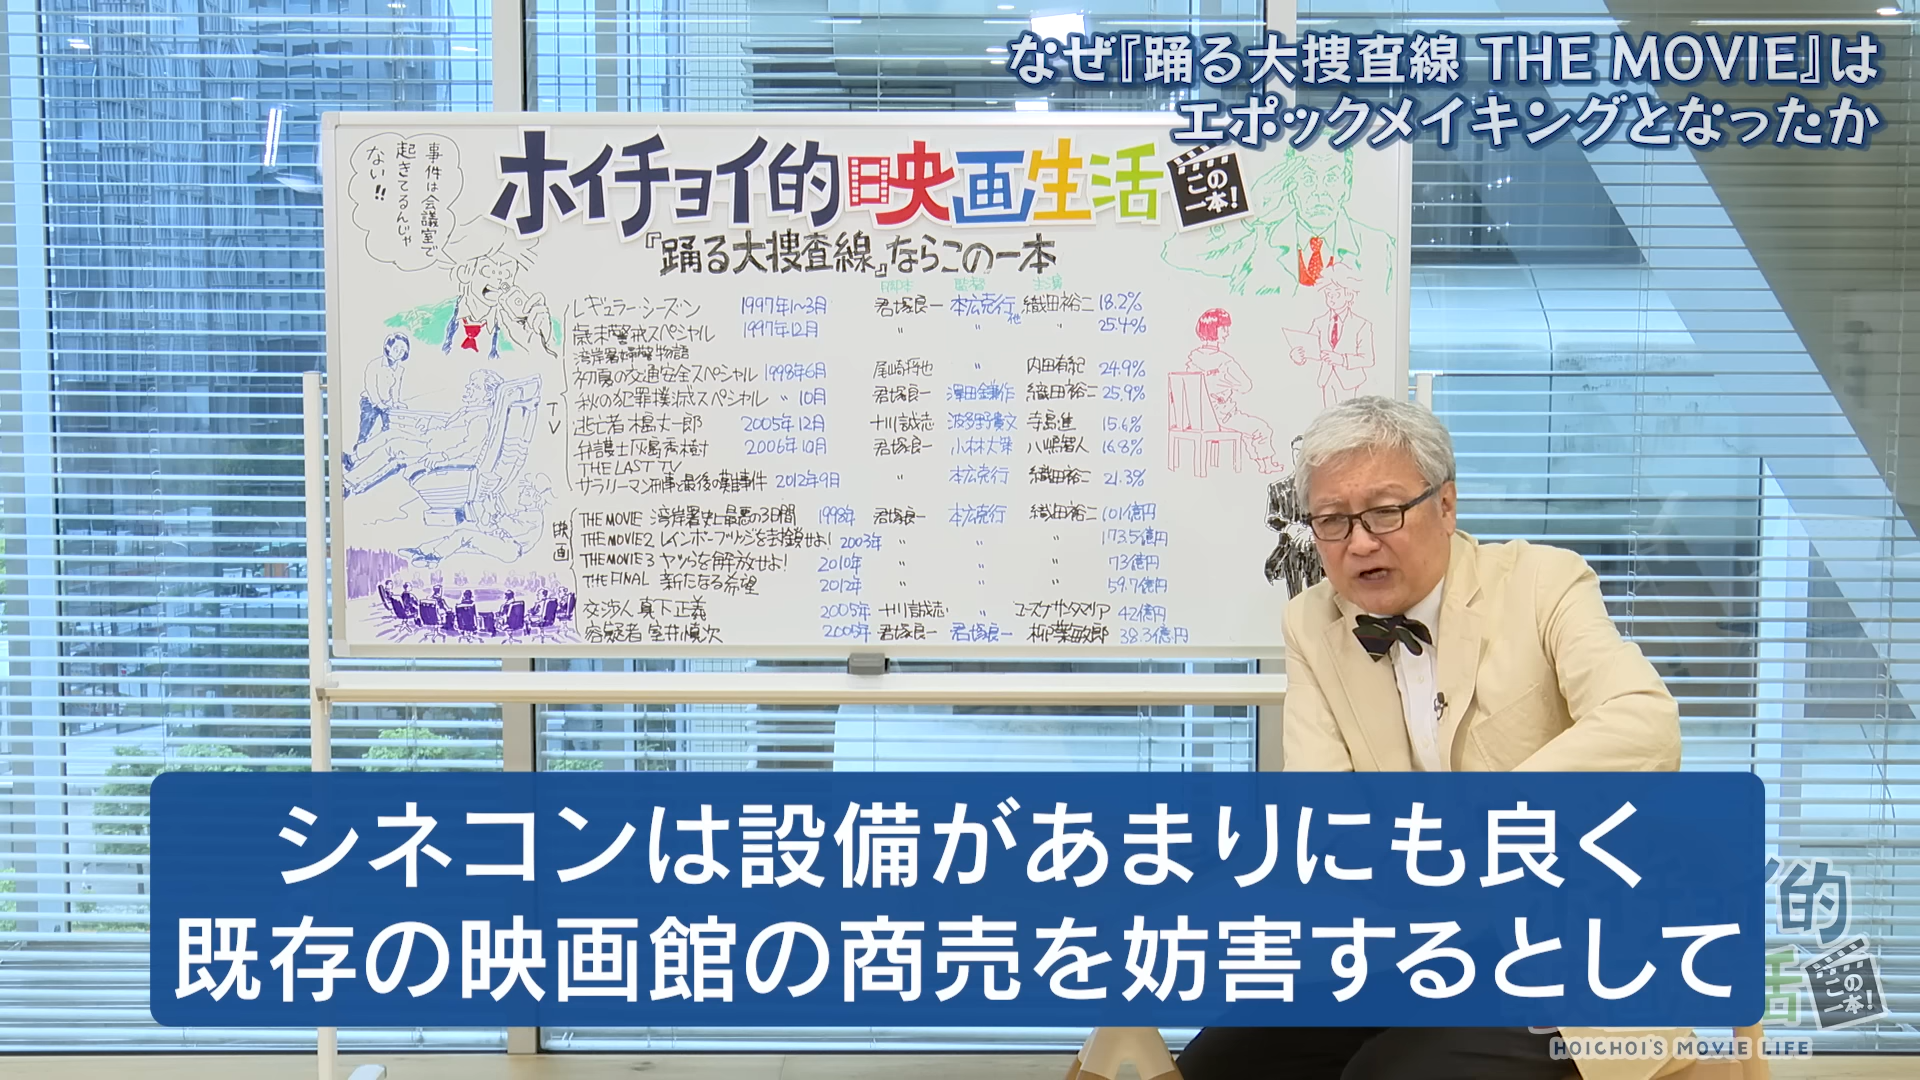 なぜ『踊る大捜査線 THE MOVIE』は
エポックメイキングとなったか
事件は会議室で
起きてるんじゃ
ない!!
ホイチョイ的映画生活
この
一本!
『踊る大捜査線』ならこの一本
脚本 監督 主演
レギュラー・シーズン 1997年1~3月 君塚良一 本広克行他 織田裕二 18.2%
歳末警戒スペシャル 1997年12月 〃 〃 〃 25.4%
湾岸署婦警物語
初夏の交通安全スペシャル 1998年6月 尾崎将也 〃 内田有紀 24.9%
秋の犯罪撲滅スペシャル 〃 10月 君塚良一 澤田鎌作 織田裕二 25.9%
逃亡者 木島丈一郎 2005年12月 十川誠志 波多野貴文 寺島進 15.6%
弁護士 灰島秀樹 2006年10月 君塚良一 小林大策 八嶋智人 16.8%
THE LAST TV
サラリーマン刑事と最後の難事件 2012年9月 〃 本広克行 織田裕二 21.3%
TV
THE MOVIE 湾岸署史上最悪の3日間 1998年 君塚良一 本広克行 織田裕二 101億円
THE MOVIE2 レインボーブリッジを封鎖せよ! 2003年 〃 〃 〃 173.5億円
映画
THE MOVIE3 ヤツらを解放せよ! 2010年 〃 〃 〃 73億円
THE FINAL 新たなる希望 2012年 〃 〃 〃 59.7億円
交渉人 真下正義 2005年 十川誠志 〃 ユースケサンタマリア 42億円
容疑者 室井慎次 2005年 君塚良一 君塚良一 柳葉敏郎 38.3億円
シネコンは設備があまりにも良く
既存の映画館の商売を妨害するとして
的
活
この
一本!
HOICHOI'S MOVIE LIFE